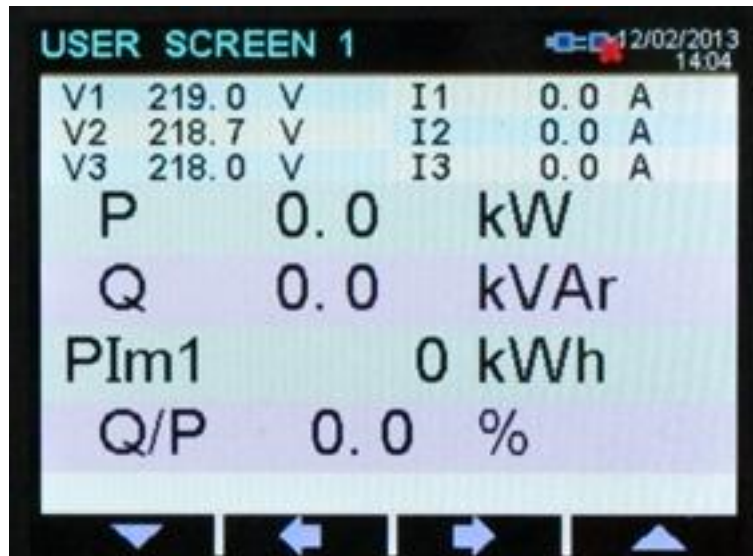 USER SCREEN 1 12/02/2013
14:04
V1 219.0 V I1 0.0 A
V2 218.7 V I2 0.0 A
V3 218.0 V I3 0.0 A
P 0.0 kW
Q 0.0 kVAr
PIm1 0 kWh
Q/P 0.0 %